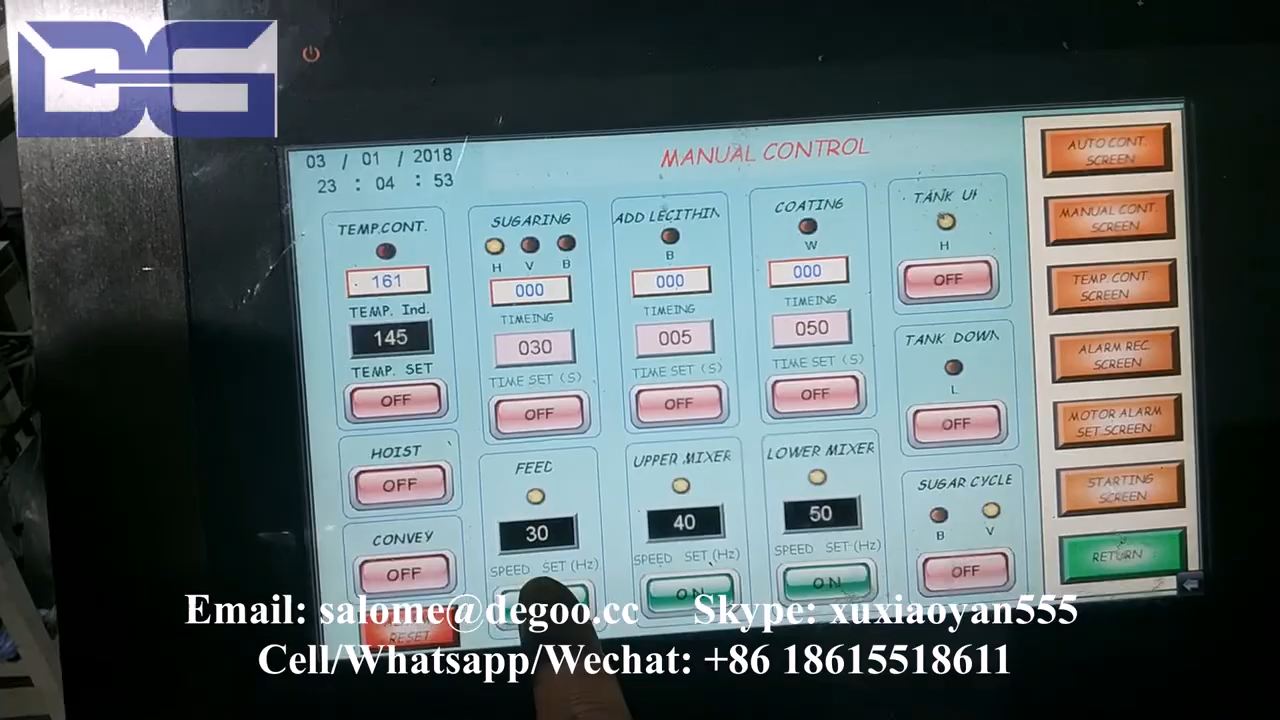 DG
03 / 01 / 2018
23 : 04 : 53
MANUAL CONTROL
TEMP.CONT.
161
TEMP. Ind.
145
TEMP. SET
OFF
SUGARING
H V B
000
TIMEING
030
TIME SET (S)
OFF
ADD LECITHIN
B
000
TIMEING
005
TIME SET (S)
OFF
COATING
W
000
TIMEING
050
TIME SET (S)
OFF
TANK UP
H
OFF
TANK DOWN
L
OFF
HOIST
OFF
CONVEY
OFF
RESET
FEED
30
SPEED SET (Hz)
UPPER MIXER
40
SPEED SET (Hz)
ON
LOWER MIXER
50
SPEED SET (Hz)
ON
SUGAR CYCLE
B V
OFF
AUTO CONT.
SCREEN
MANUAL CONT.
SCREEN
TEMP. CONT.
SCREEN
ALARM REC.
SCREEN
MOTOR ALARM
SET SCREEN
STARTING
SCREEN
RETURN
Email: salome@degoo.cc Skype: xuxiaoyan555
Cell/Whatsapp/Wechat: +86 18615518611